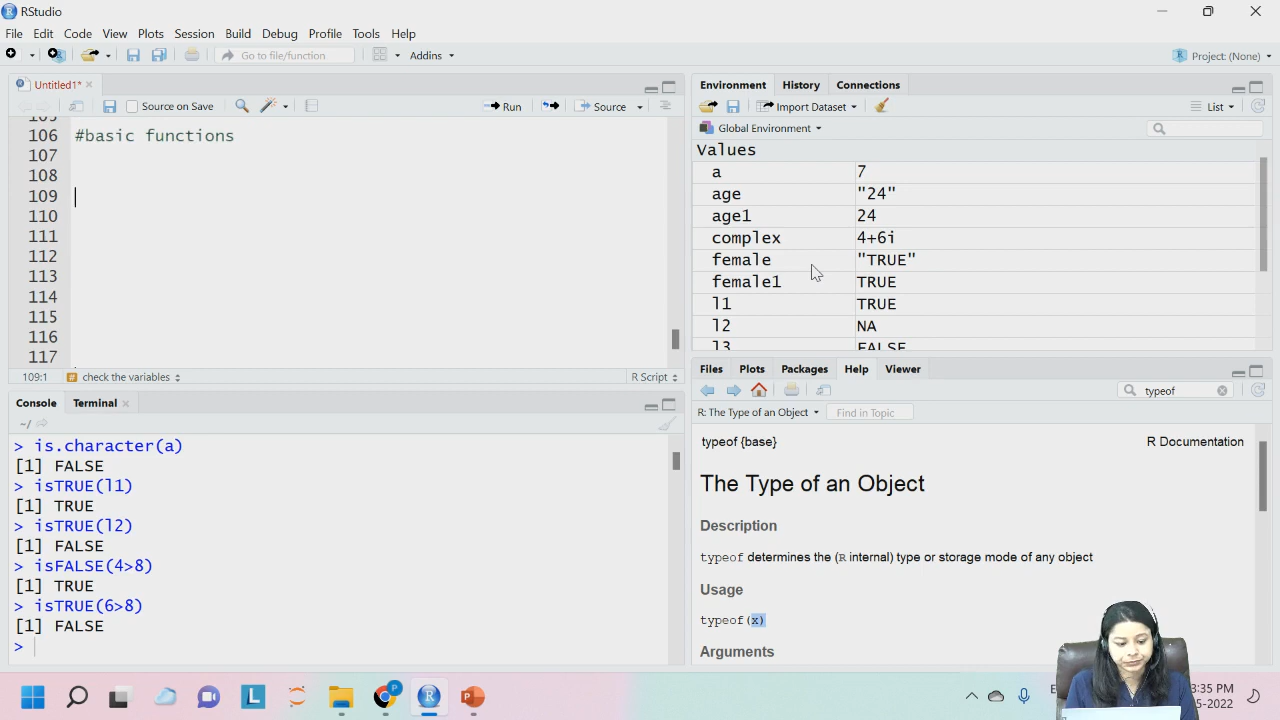 RStudio
File Edit Code View Plots Session Build Debug Profile Tools Help
Go to file/function Addins Project: (None)
Untitled1*
Source on Save Run Source
106 #basic functions
107
108
109
110
111
112
113
114
115
116
117
109:1 check the variables R Script
Console Terminal
~/
> is.character(a)
[1] FALSE
> isTRUE(l1)
[1] TRUE
> isTRUE(l2)
[1] FALSE
> isFALSE(4>8)
[1] TRUE
> isTRUE(6>8)
[1] FALSE
>
Environment History Connections
Import Dataset List
Global Environment
Values
a 7
age "24"
age1 24
complex 4+6i
female "TRUE"
female1 TRUE
l1 TRUE
l2 NA
l3 FALSE
Files Plots Packages Help Viewer
typeof
R: The Type of an Object Find in Topic
typeof {base} R Documentation
The Type of an Object
Description
typeof determines the (R internal) type or storage mode of any object
Usage
typeof(x)
Arguments
3:35 PM
-2022